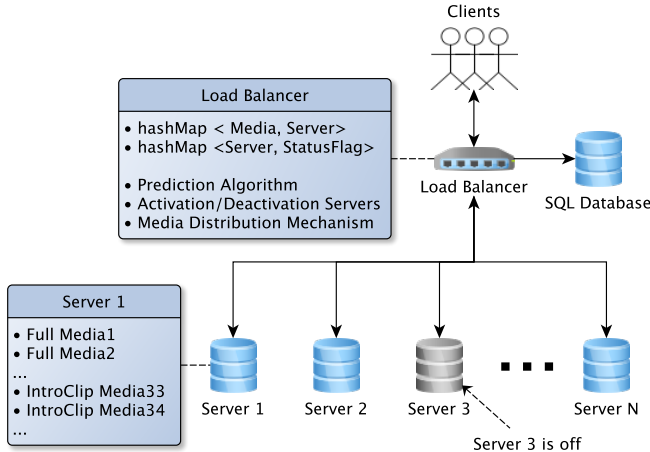 Clients
Load Balancer
• hashMap < Media, Server>
• hashMap <Server, StatusFlag>
• Prediction Algorithm
• Activation/Deactivation Servers
• Media Distribution Mechanism
Load Balancer
SQL Database
Server 1
• Full Media1
• Full Media2
...
• IntroClip Media33
• IntroClip Media34
...
Server 1
Server 2
Server 3
Server N
Server 3 is off